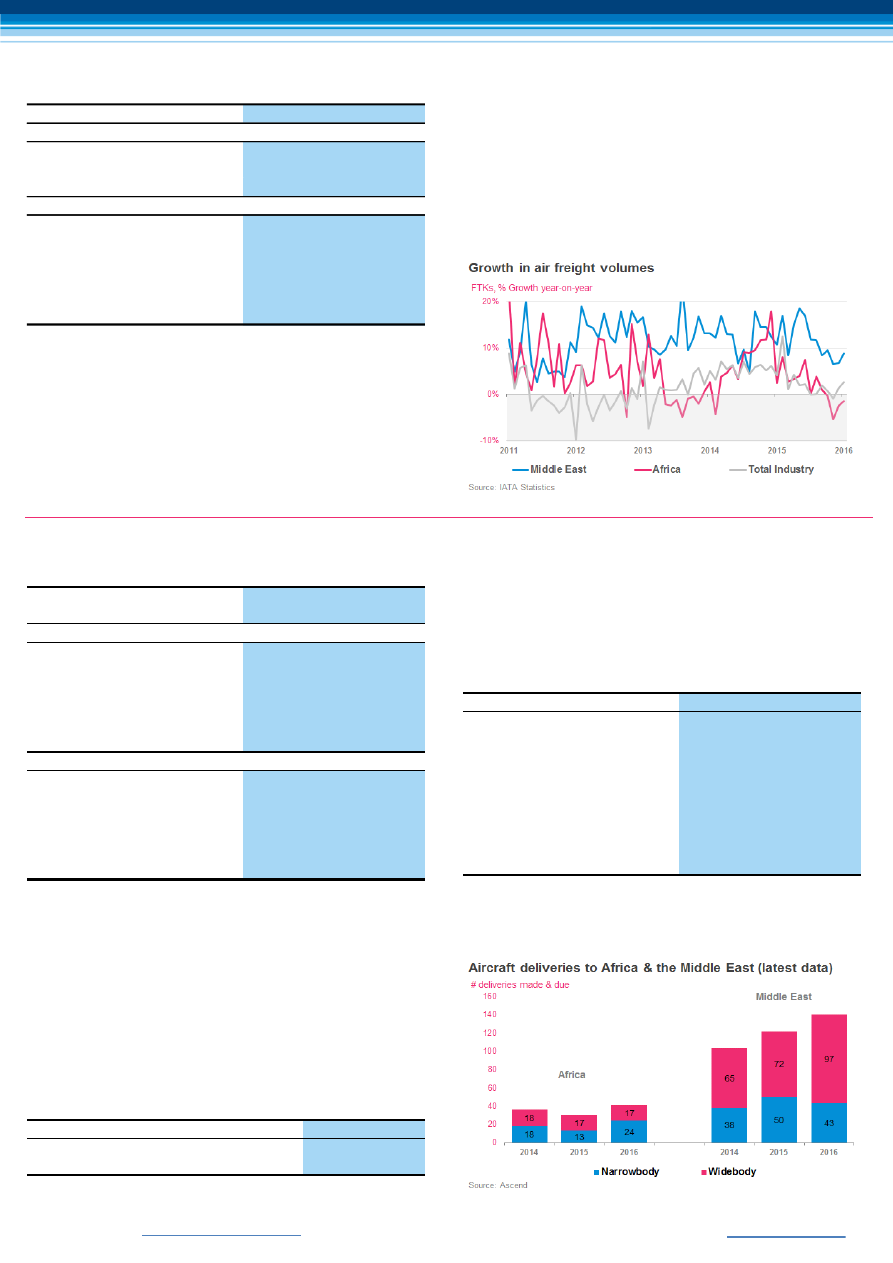 Growth in air freight volumes
FTKs, % Growth year-on-year
20%
10%
0%
-10%
2011 2012 2013 2014 2015 2016
Middle East Africa Total Industry
Source: IATA Statistics
Aircraft deliveries to Africa & the Middle East (latest data)
# deliveries made & due
160
140
120
100
80
60
40
20
0
Africa
Middle East
18 17 17 65 72 97
18 13 24 38 50 43
2014 2015 2016 2014 2015 2016
Narrowbody Widebody
Source: Ascend